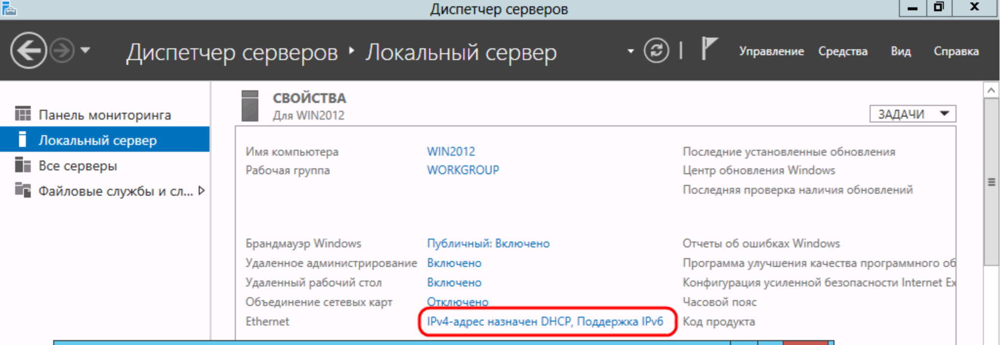 Диспетчер серверов
Диспетчер серверов ‣ Локальный сервер
Управление Средства Вид Справка
Панель мониторинга
Локальный сервер
Все серверы
Файловые службы и сл...
СВОЙСТВА
Для WIN2012
ЗАДАЧИ
Имя компьютера WIN2012 Последние установленные обновления
Рабочая группа WORKGROUP Центр обновления Windows
Последняя проверка наличия обновлений
Брандмауэр Windows Публичный: Включено Отчеты об ошибках Windows
Удаленное администрирование Включено Программа улучшения качества программного об
Удаленный рабочий стол Включено Конфигурация усиленной безопасности Internet Ex
Объединение сетевых карт Отключено Часовой пояс
Ethernet IPv4-адрес назначен DHCP, Поддержка IPv6 Код продукта